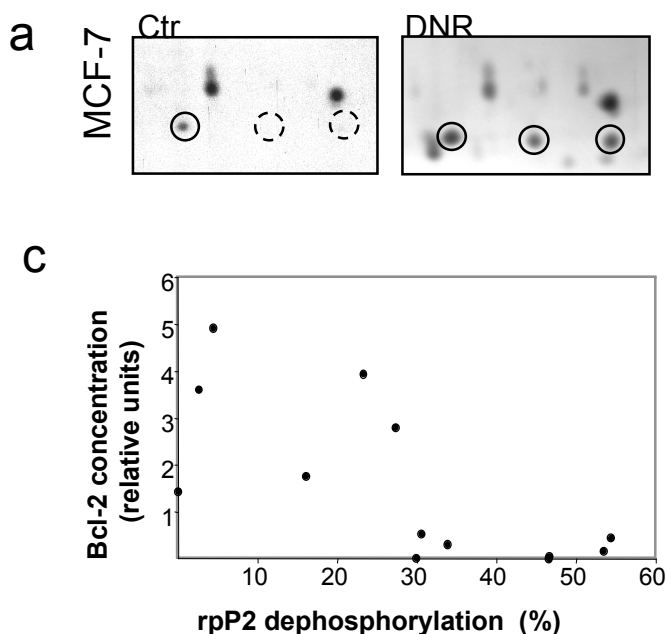 a
Ctr
DNR
MCF-7
c
6
5
4
3
2
1
Bcl-2 concentration
(relative units)
10 20 30 40 50 60
rpP2 dephosphorylation (%)